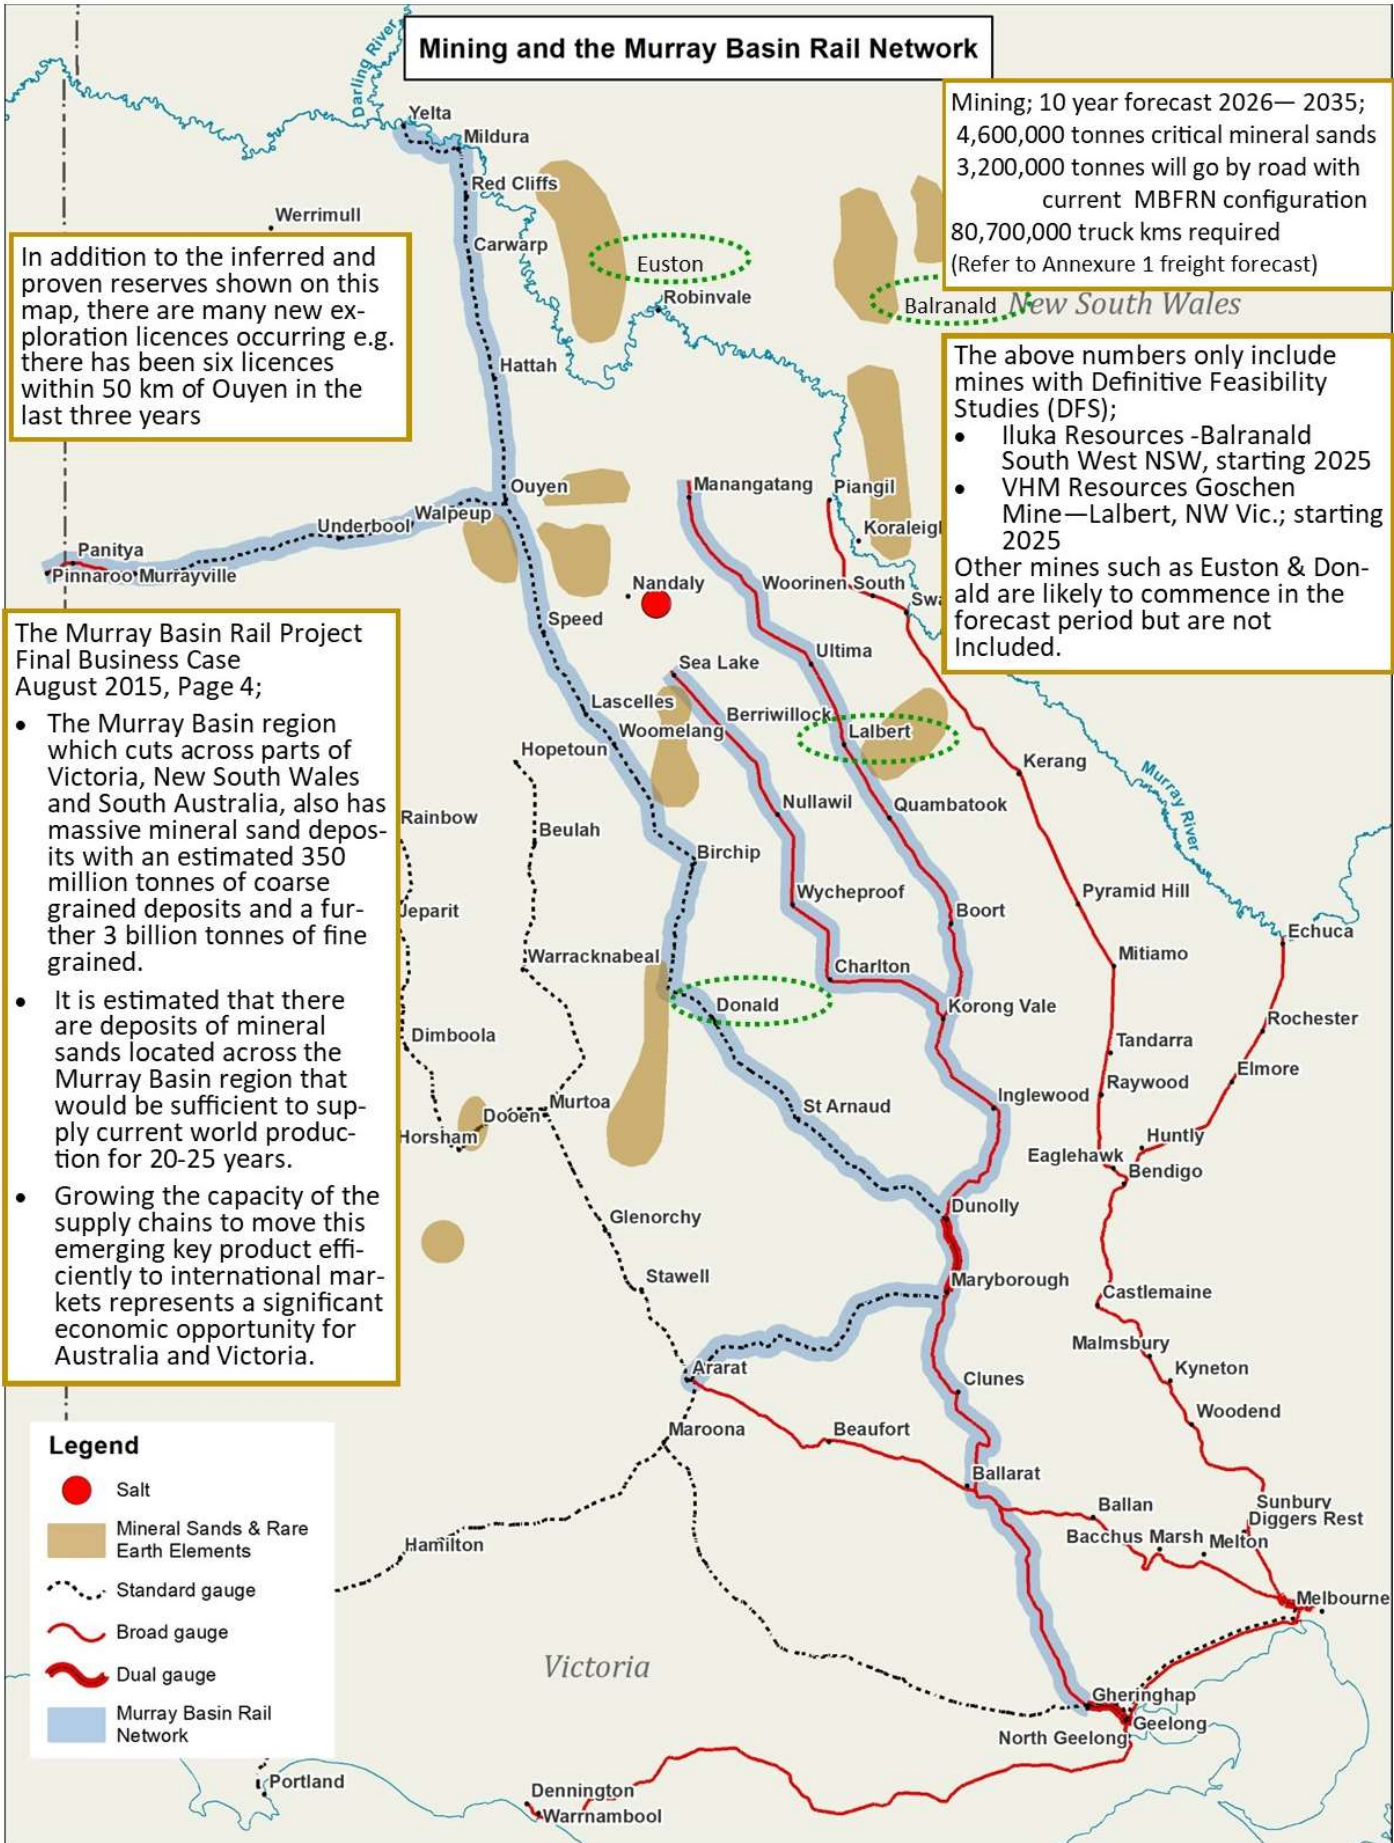 Mining and the Murray Basin Rail Network
Darling River
Mining; 10 year forecast 2026— 2035;
4,600,000 tonnes critical mineral sands
3,200,000 tonnes will go by road with
current MBFRN configuration
80,700,000 truck kms required
(Refer to Annexure 1 freight forecast)
Yelta
Mildura
Red Cliffs
Werrimull
Carwarp
In addition to the inferred and
proven reserves shown on this
map, there are many new ex-
ploration licences occurring e.g.
there has been six licences
within 50 km of Ouyen in the
last three years
Euston
Robinvale
Balranald
New South Wales
Hattah
The above numbers only include
mines with Definitive Feasibility
Studies (DFS);
• Iluka Resources -Balranald
South West NSW, starting 2025
• VHM Resources Goschen
Mine—Lalbert, NW Vic.; starting
2025
Other mines such as Euston & Don-
ald are likely to commence in the
forecast period but are not
Included.
Ouyen
Manangatang
Piangil
Walpeup
Underbool
Koraleigh
Panitya
Pinnaroo
Murrayville
Nandaly
Woorinen South
Swa
Speed
The Murray Basin Rail Project
Final Business Case
August 2015, Page 4;
• The Murray Basin region
which cuts across parts of
Victoria, New South Wales
and South Australia, also has
massive mineral sand depos-
its with an estimated 350
million tonnes of coarse
grained deposits and a fur-
ther 3 billion tonnes of fine
grained.
• It is estimated that there
are deposits of mineral
sands located across the
Murray Basin region that
would be sufficient to sup-
ply current world produc-
tion for 20-25 years.
• Growing the capacity of the
supply chains to move this
emerging key product effi-
ciently to international mar-
kets represents a significant
economic opportunity for
Australia and Victoria.
Ultima
Sea Lake
Lascelles
Berriwillock
Woomelang
Lalbert
Hopetoun
Kerang
Murray River
Nullawil
Quambatook
Rainbow
Beulah
Birchip
Wycheproof
Pyramid Hill
Jeparit
Boort
Echuca
Warracknabeal
Charlton
Mitiamo
Donald
Korong Vale
Rochester
Dimboola
Tandarra
Elmore
Raywood
Inglewood
Murtoa
Dooen
St Arnaud
Horsham
Huntly
Eaglehawk
Bendigo
Dunolly
Glenorchy
Stawell
Maryborough
Castlemaine
Malmsbury
Kyneton
Ararat
Clunes
Woodend
Maroona
Beaufort
Ballarat
Ballan
Sunbury
Diggers Rest
Bacchus Marsh
Melton
Hamilton
Melbourne
Victoria
Gheringhap
Geelong
North Geelong
Portland
Dennington
Warrnambool
Legend
Salt
Mineral Sands & Rare
Earth Elements
Standard gauge
Broad gauge
Dual gauge
Murray Basin Rail
Network